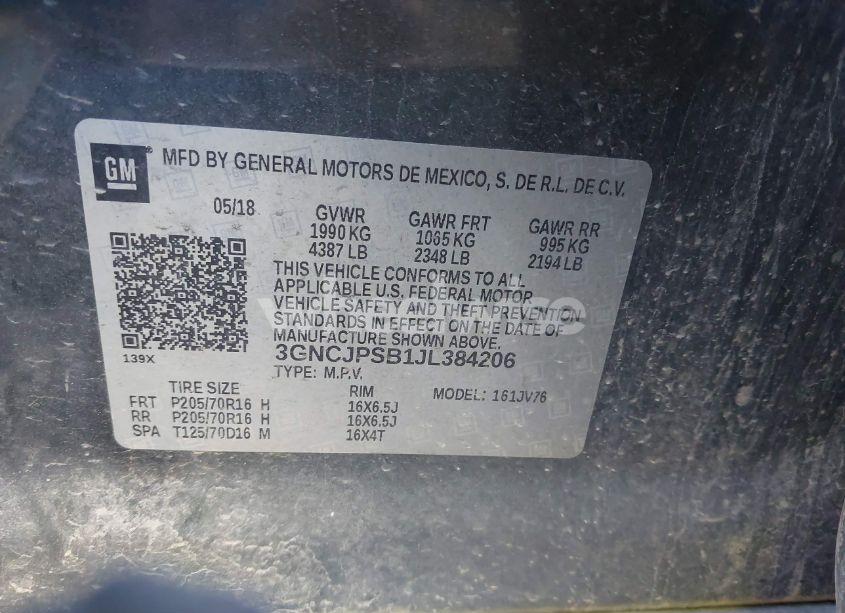 GM
MFD BY GENERAL MOTORS DE MEXICO, S. DE R.L. DE C.V.
05/18 GVWR GAWR FRT GAWR RR
1990 KG 1065 KG 995 KG
4387 LB 2348 LB 2194 LB
THIS VEHICLE CONFORMS TO ALL
APPLICABLE U.S. FEDERAL MOTOR
VEHICLE SAFETY AND THEFT PREVENTION
STANDARDS IN EFFECT ON THE DATE OF
MANUFACTURE SHOWN ABOVE.
139X
3GNCJPSB1JL384206
TYPE: M.P.V.
TIRE SIZE RIM MODEL: 161JV76
FRT P205/70R16 H 16X6.5J
RR P205/70R16 H 16X6.5J
SPA T125/70D16 M 16X4T